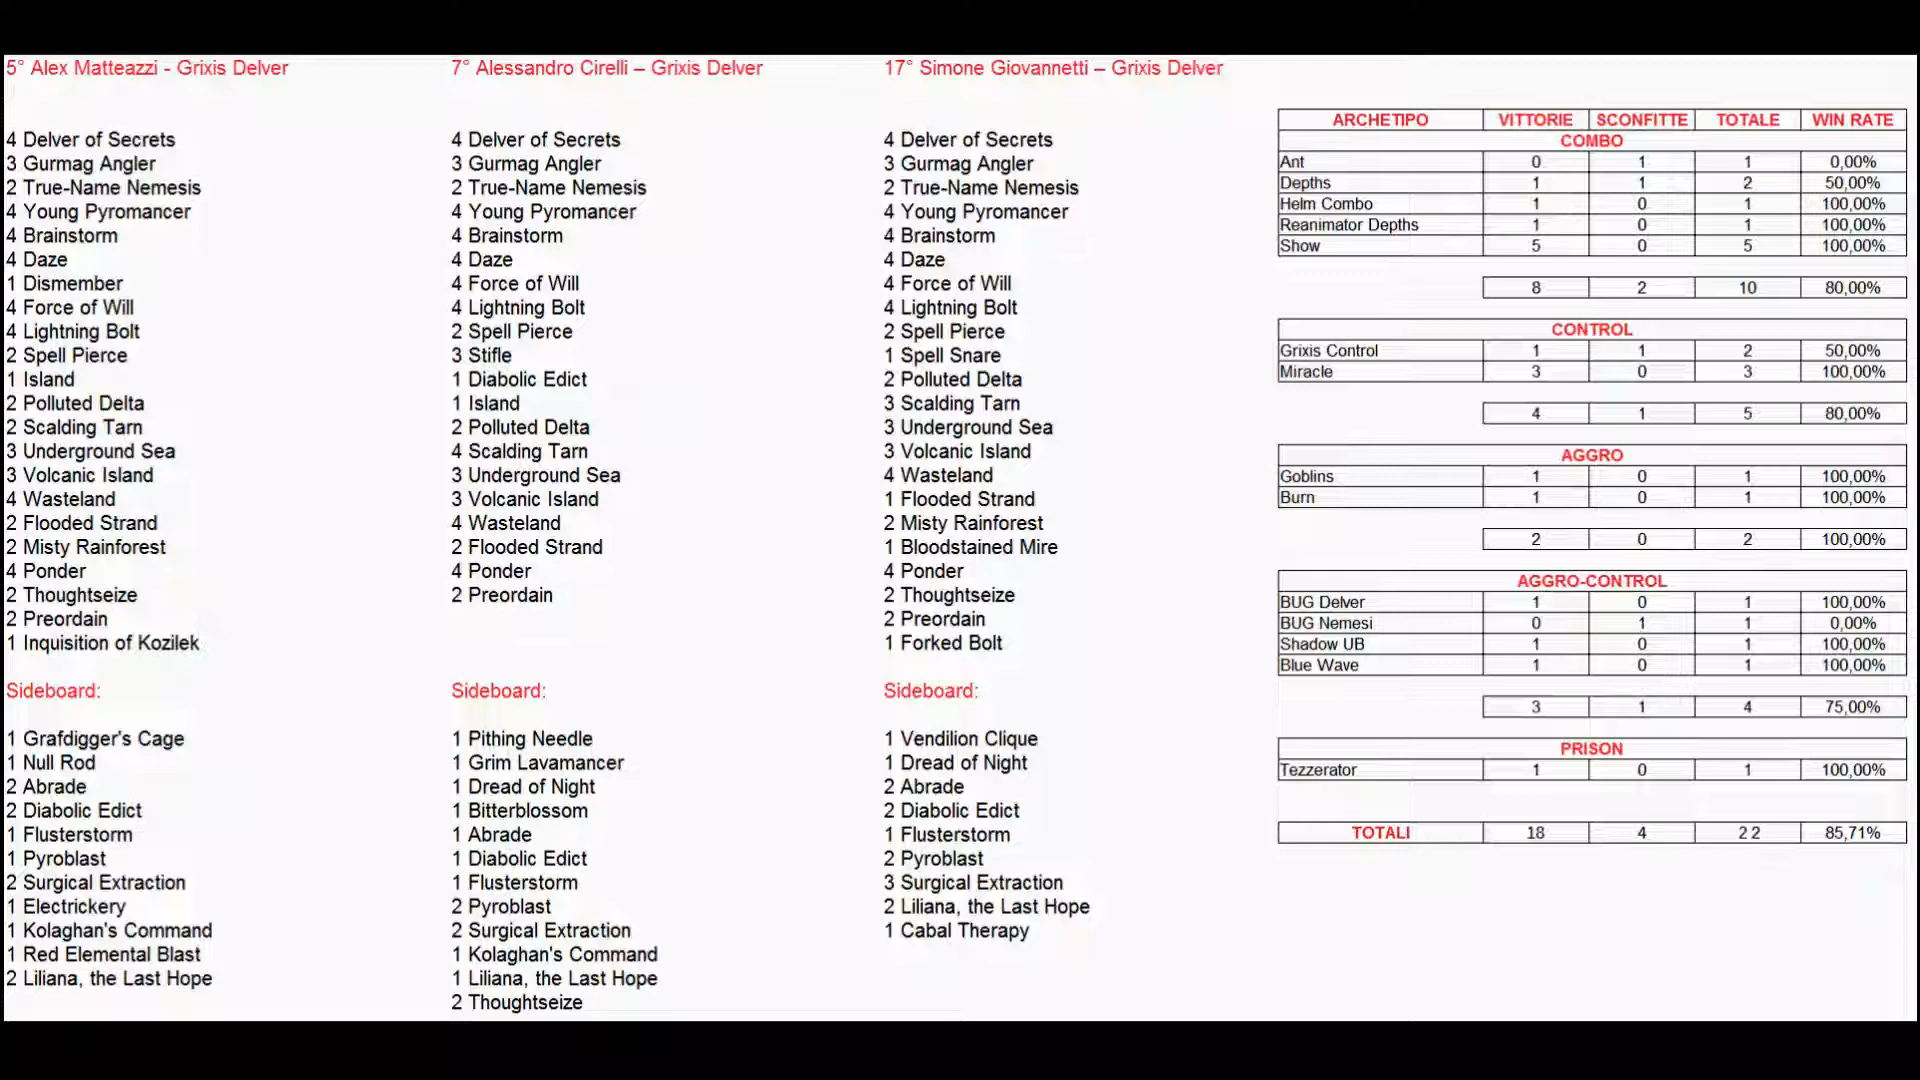 5° Alex Matteazzi - Grixis Delver
4 Delver of Secrets
3 Gurmag Angler
2 True-Name Nemesis
4 Young Pyromancer
4 Brainstorm
4 Daze
1 Dismember
4 Force of Will
4 Lightning Bolt
2 Spell Pierce
1 Island
2 Polluted Delta
2 Scalding Tarn
3 Underground Sea
3 Volcanic Island
4 Wasteland
2 Flooded Strand
2 Misty Rainforest
4 Ponder
2 Thoughtseize
2 Preordain
1 Inquisition of Kozilek
Sideboard:
1 Grafdigger's Cage
1 Null Rod
2 Abrade
2 Diabolic Edict
1 Flusterstorm
1 Pyroblast
2 Surgical Extraction
1 Electrickery
1 Kolaghan's Command
1 Red Elemental Blast
2 Liliana, the Last Hope
7° Alessandro Cirelli – Grixis Delver
4 Delver of Secrets
3 Gurmag Angler
2 True-Name Nemesis
4 Young Pyromancer
4 Brainstorm
4 Daze
4 Force of Will
4 Lightning Bolt
2 Spell Pierce
3 Stifle
1 Diabolic Edict
1 Island
2 Polluted Delta
4 Scalding Tarn
3 Underground Sea
3 Volcanic Island
4 Wasteland
2 Flooded Strand
4 Ponder
2 Preordain
Sideboard:
1 Pithing Needle
1 Grim Lavamancer
1 Dread of Night
1 Bitterblossom
1 Abrade
1 Diabolic Edict
1 Flusterstorm
2 Pyroblast
2 Surgical Extraction
1 Kolaghan's Command
1 Liliana, the Last Hope
2 Thoughtseize
17° Simone Giovannetti – Grixis Delver
4 Delver of Secrets
3 Gurmag Angler
2 True-Name Nemesis
4 Young Pyromancer
4 Brainstorm
4 Daze
4 Force of Will
4 Lightning Bolt
2 Spell Pierce
1 Spell Snare
2 Polluted Delta
3 Scalding Tarn
3 Underground Sea
3 Volcanic Island
4 Wasteland
1 Flooded Strand
2 Misty Rainforest
1 Bloodstained Mire
4 Ponder
2 Thoughtseize
2 Preordain
1 Forked Bolt
Sideboard:
1 Vendilion Clique
1 Dread of Night
2 Abrade
2 Diabolic Edict
1 Flusterstorm
2 Pyroblast
3 Surgical Extraction
2 Liliana, the Last Hope
1 Cabal Therapy
ARCHETIPO VITTORIE SCONFITTE TOTALE WIN RATE
COMBO
Ant 0 1 1 0,00%
Depths 1 1 2 50,00%
Helm Combo 1 0 1 100,00%
Reanimator Depths 1 0 1 100,00%
Show 5 0 5 100,00%
8 2 10 80,00%
CONTROL
Grixis Control 1 1 2 50,00%
Miracle 3 0 3 100,00%
4 1 5 80,00%
AGGRO
Goblins 1 0 1 100,00%
Burn 1 0 1 100,00%
2 0 2 100,00%
AGGRO-CONTROL
BUG Delver 1 0 1 100,00%
BUG Nemesi 0 1 1 0,00%
Shadow UB 1 0 1 100,00%
Blue Wave 1 0 1 100,00%
3 1 4 75,00%
PRISON
Tezzerator 1 0 1 100,00%
TOTALI 18 4 22 85,71%